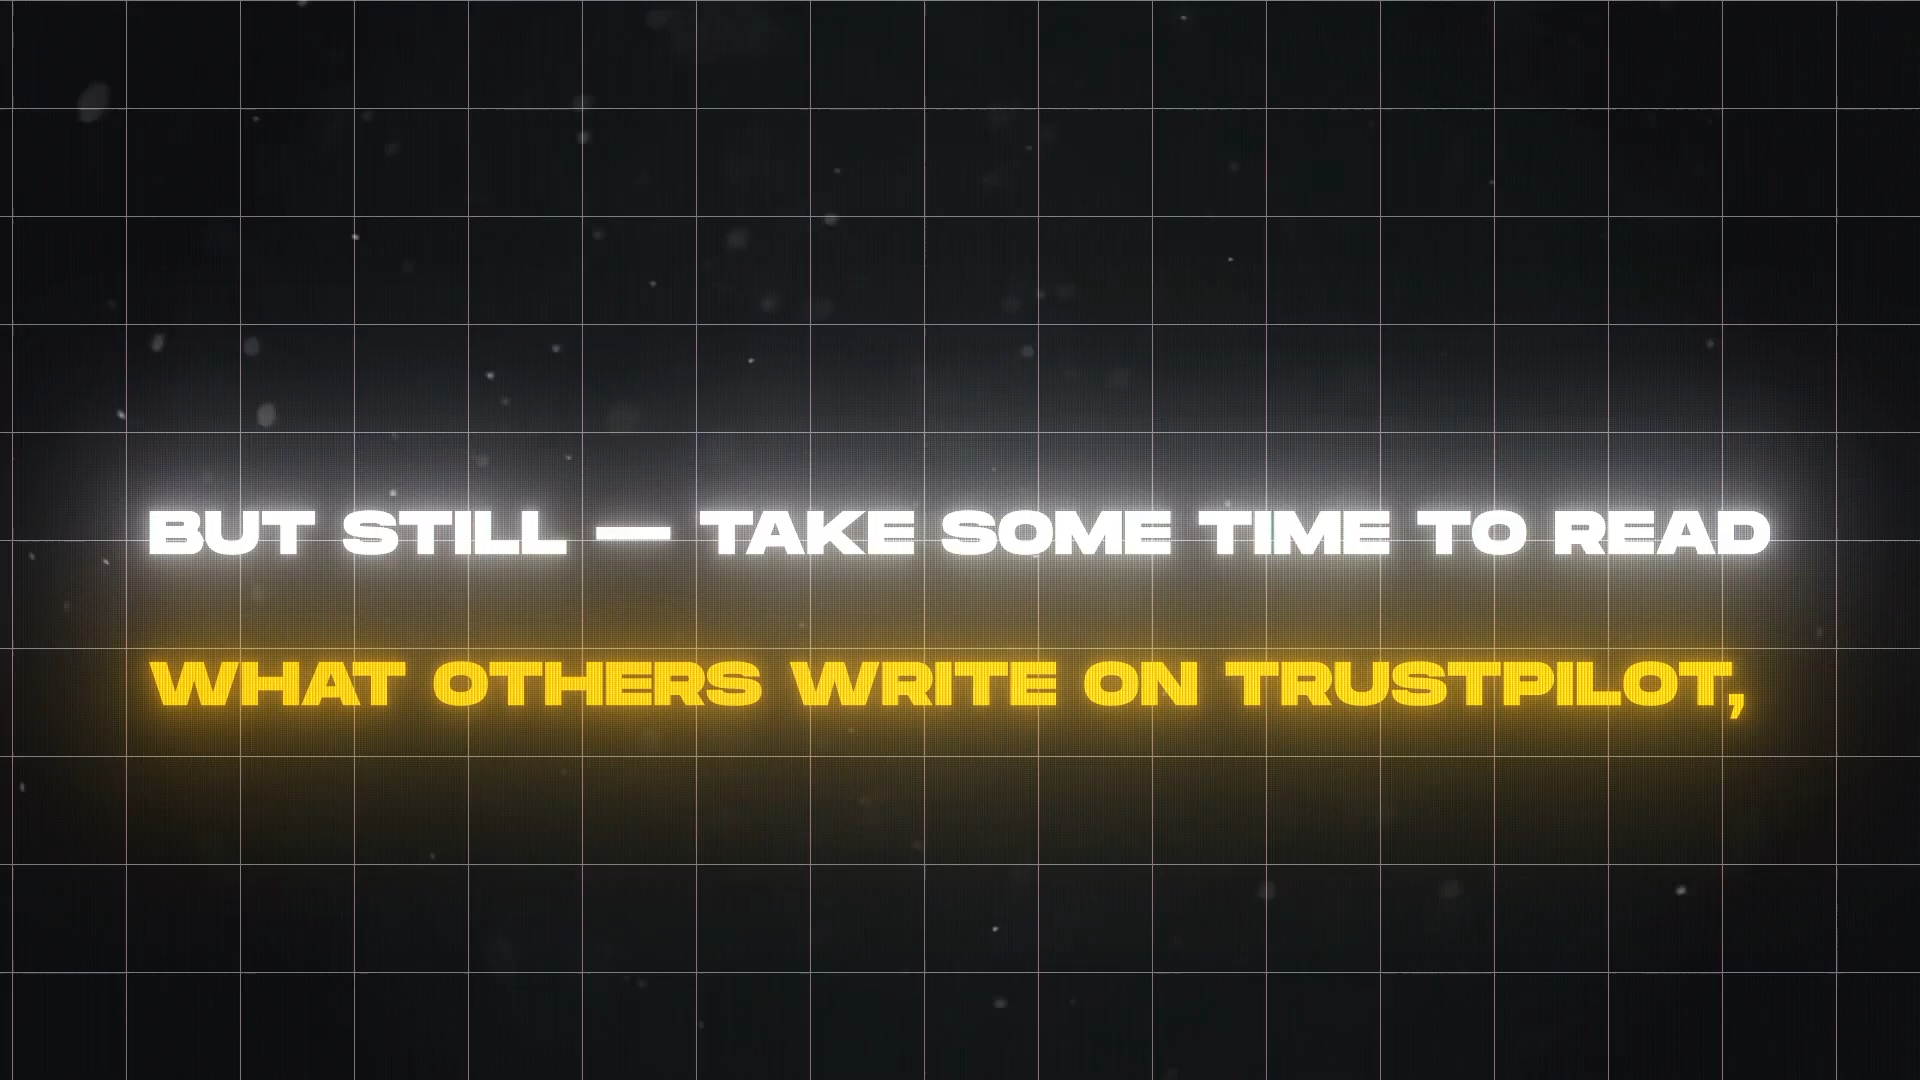 BUT STILL — TAKE SOME TIME TO READ
WHAT OTHERS WRITE ON TRUSTPILOT,